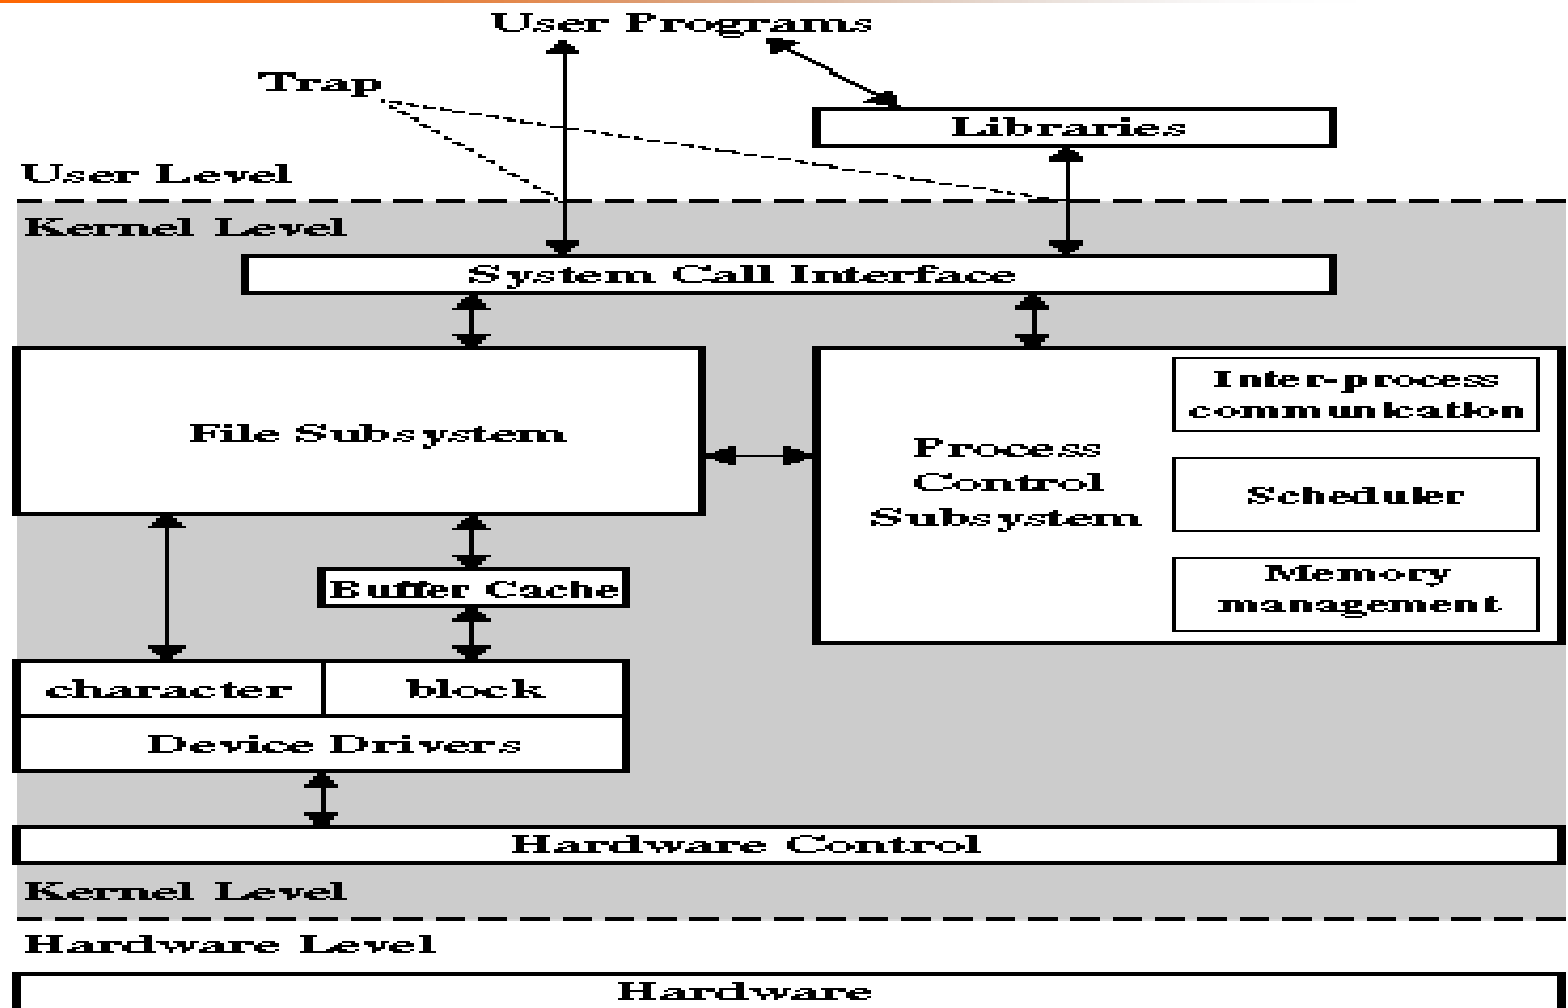 User Programs
Trap
Libraries
User Level
Kernel Level
System Call Interface
File Subsystem
Process
Control
Subsystem
Inter-process
communication
Scheduler
Memory
management
Buffer Cache
character
block
Device Drivers
Hardware Control
Kernel Level
Hardware Level
Hardware